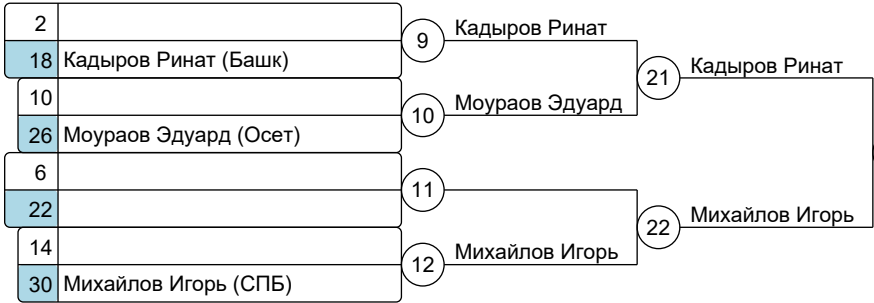 2
9
Кадыров Ринат
18 Кадыров Ринат (Башк)
21
Кадыров Ринат
10
10
Моураов Эдуард
26 Моураов Эдуард (Осет)
6
11
22
22
Михайлов Игорь
14
12
Михайлов Игорь
30 Михайлов Игорь (СПБ)